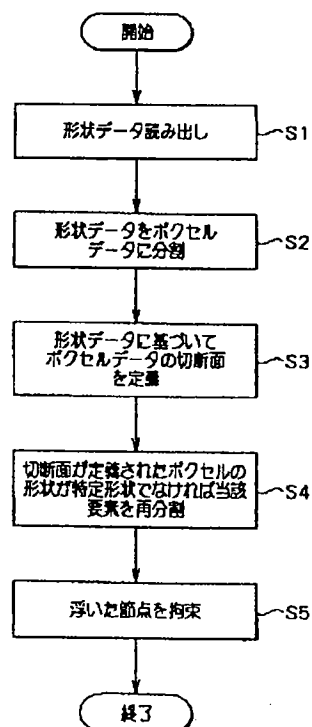 開始
形状データ読み出し
S1
形状データをボクセル
データに分割
S2
形状データに基づいて
ボクセルデータの切断面
を定義
S3
切断面が定義されたボクセルの
形状が特定形状でなければ当該
要素を再分割
S4
浮いた節点を拘束
S5
終了